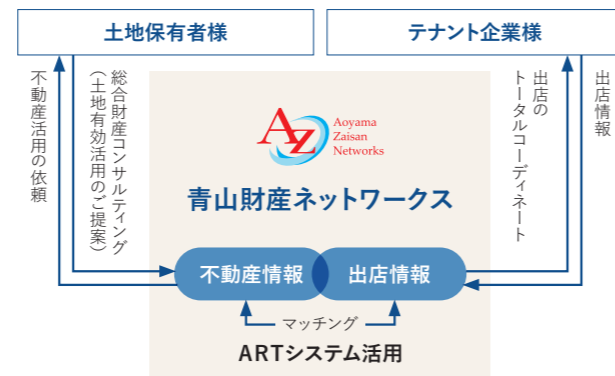 土地保有者様
テナント企業様
不動産活用の依頼
総合財産コンサルティング
（土地有効活用のご提案）
出店の
トータルコーディネート
出店情報
AZ
Aoyama
Zaisan
Networks
青山財産ネットワークス
不動産情報
出店情報
マッチング
ARTシステム活用